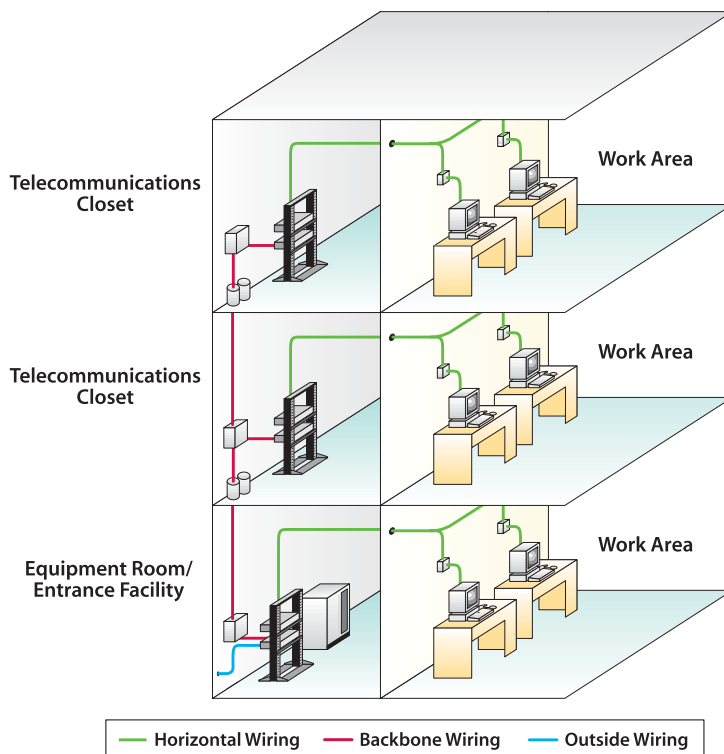 Telecommunications
Closet
Work Area
Telecommunications
Closet
Work Area
Equipment Room/
Entrance Facility
Work Area
Horizontal Wiring
Backbone Wiring
Outside Wiring